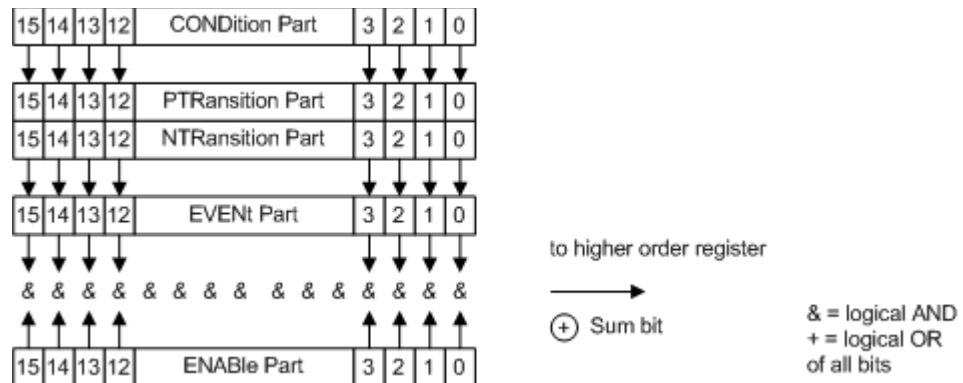 15 14 13 12 CONDition Part 3 2 1 0
15 14 13 12 PTRansition Part 3 2 1 0
15 14 13 12 NTRansition Part 3 2 1 0
15 14 13 12 EVENt Part 3 2 1 0
to higher order register
& & & & & & & & & & & & & & &
+ Sum bit
& = logical AND
+ = logical OR
of all bits
15 14 13 12 ENABle Part 3 2 1 0